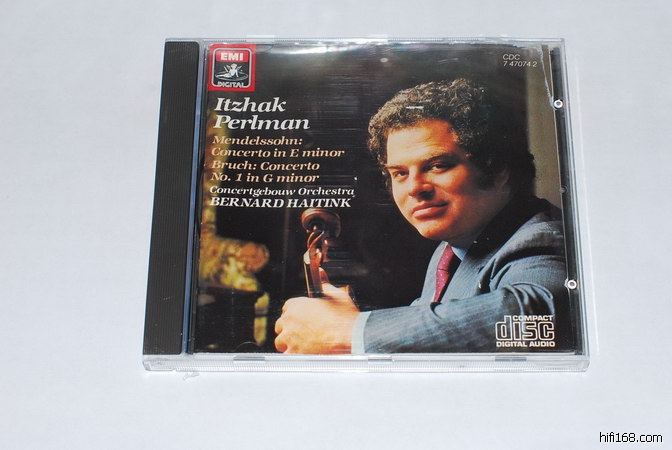 EMI
DIGITAL
CDC
7 47074 2
Itzhak
Perlman
Mendelssohn:
Concerto in E minor
Bruch: Concerto
No. 1 in G minor
Concertgebouw Orchestra
BERNARD HAITINK
COMPACT
disc
DIGITAL AUDIO
hifi168.com